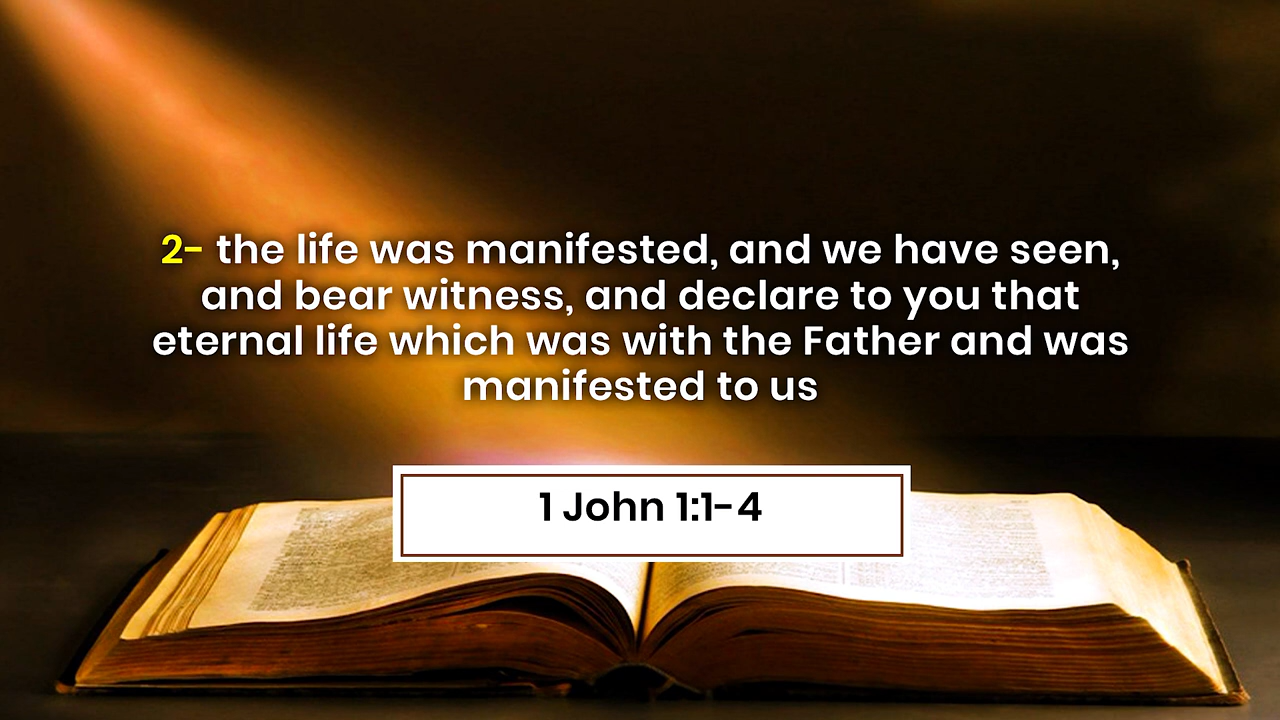 2- the life was manifested, and we have seen,
and bear witness, and declare to you that
eternal life which was with the Father and was
manifested to us
1 John 1:1-4